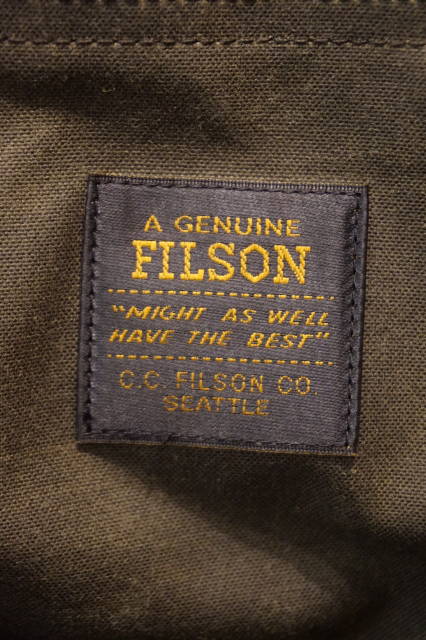 A GENUINE
FILSON
"MIGHT AS WELL
HAVE THE BEST"
C.C. FILSON CO.
SEATTLE